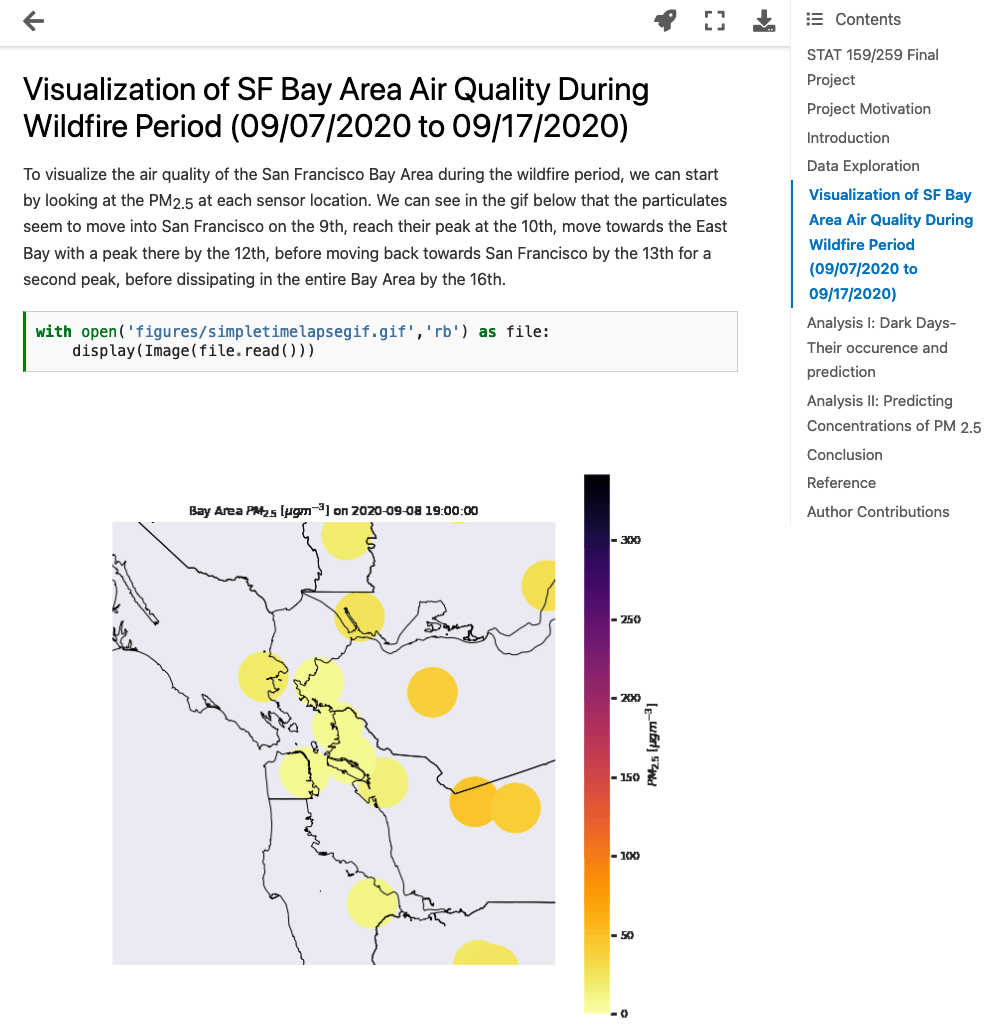 Visualization of SF Bay Area Air Quality During
Wildfire Period (09/07/2020 to 09/17/2020)
To visualize the air quality of the San Francisco Bay Area during the wildfire period, we can start
by looking at the PM2.5 at each sensor location. We can see in the gif below that the particulates
seem to move into San Francisco on the 9th, reach their peak at the 10th, move towards the East
Bay with a peak there by the 12th, before moving back towards San Francisco by the 13th for a
second peak, before dissipating in the entire Bay Area by the 16th.
with open('figures/simpletimelapsegif.gif','rb') as file:
    display(Image(file.read()))
Bay Area PM2.5 [μgm−3] on 2020-09-08 19:00:00
300
250
200
150
100
50
0
PM2.5 [μgm−3]
Contents
STAT 159/259 Final
Project
Project Motivation
Introduction
Data Exploration
Visualization of SF Bay
Area Air Quality During
Wildfire Period
(09/07/2020 to
09/17/2020)
Analysis I: Dark Days-
Their occurence and
prediction
Analysis II: Predicting
Concentrations of PM 2.5
Conclusion
Reference
Author Contributions